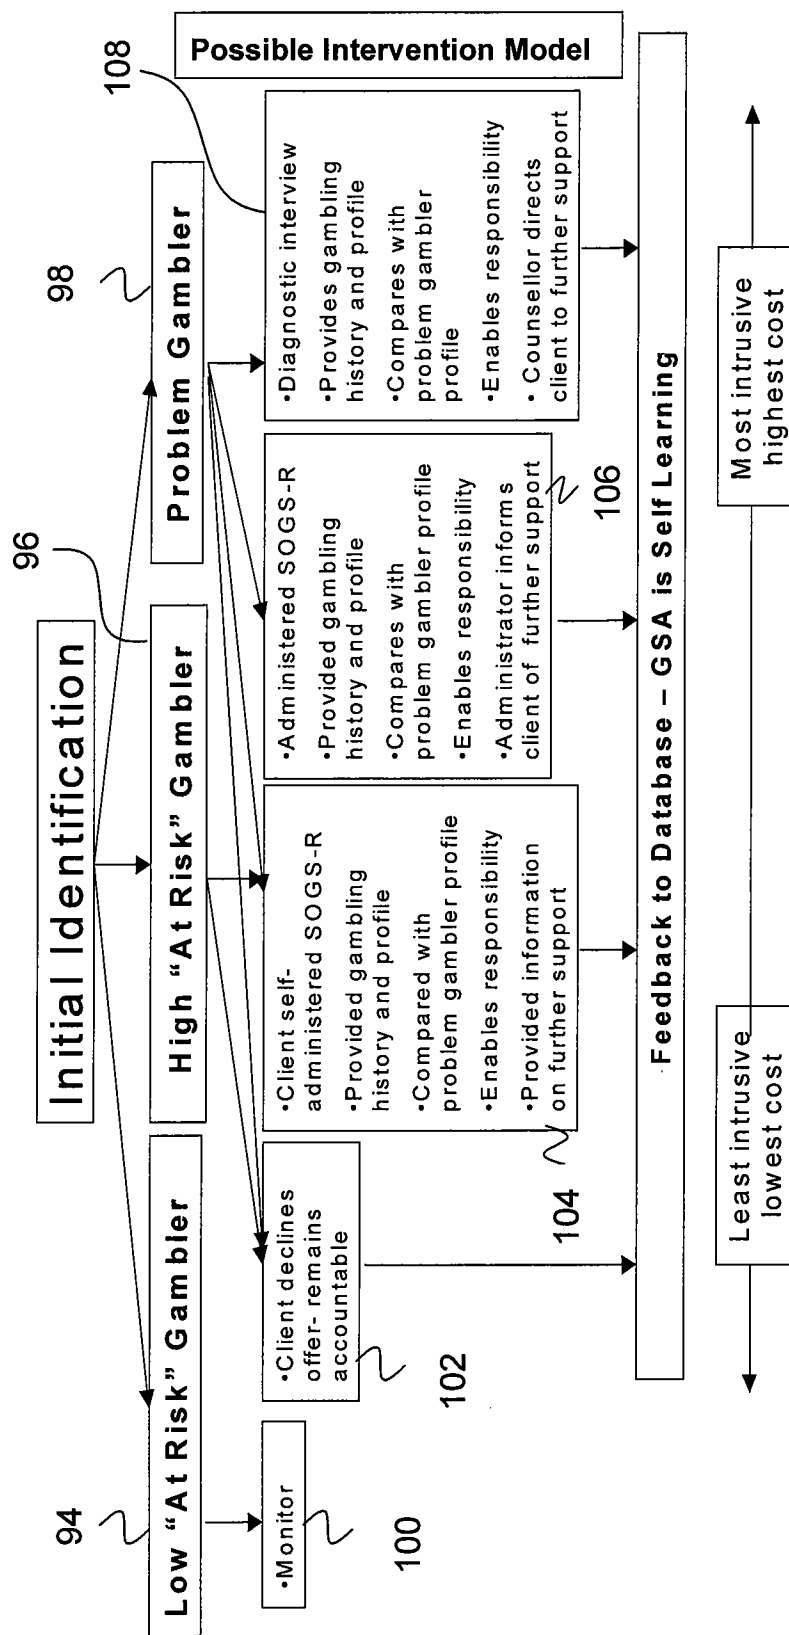 Initial Identification
94
96
98
108
Low “At Risk” Gambler
High “At Risk” Gambler
Problem Gambler
Possible Intervention Model
•Monitor
100
•Client declines
offer- remains
accountable
102
•Client self-
administered SOGS-R
•Provided gambling
history and profile
•Compared with
problem gambler profile
•Enables responsibility
•Provided information
on further support
104
•Administered SOGS-R
•Provided gambling
history and profile
•Compares with
problem gambler profile
•Enables responsibility
•Administrator informs
client of further support
106
•Diagnostic interview
•Provides gambling
history and profile
•Compares with
problem gambler
profile
•Enables responsibility
• Counsellor directs
client to further support
Feedback to Database – GSA is Self Learning
Least intrusive
lowest cost
Most intrusive
highest cost